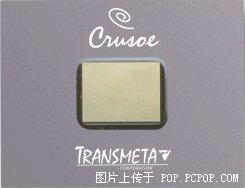 Crusoe
TRANSMETA
CORPORATION
图片上传于 POP.PCPOP.COM